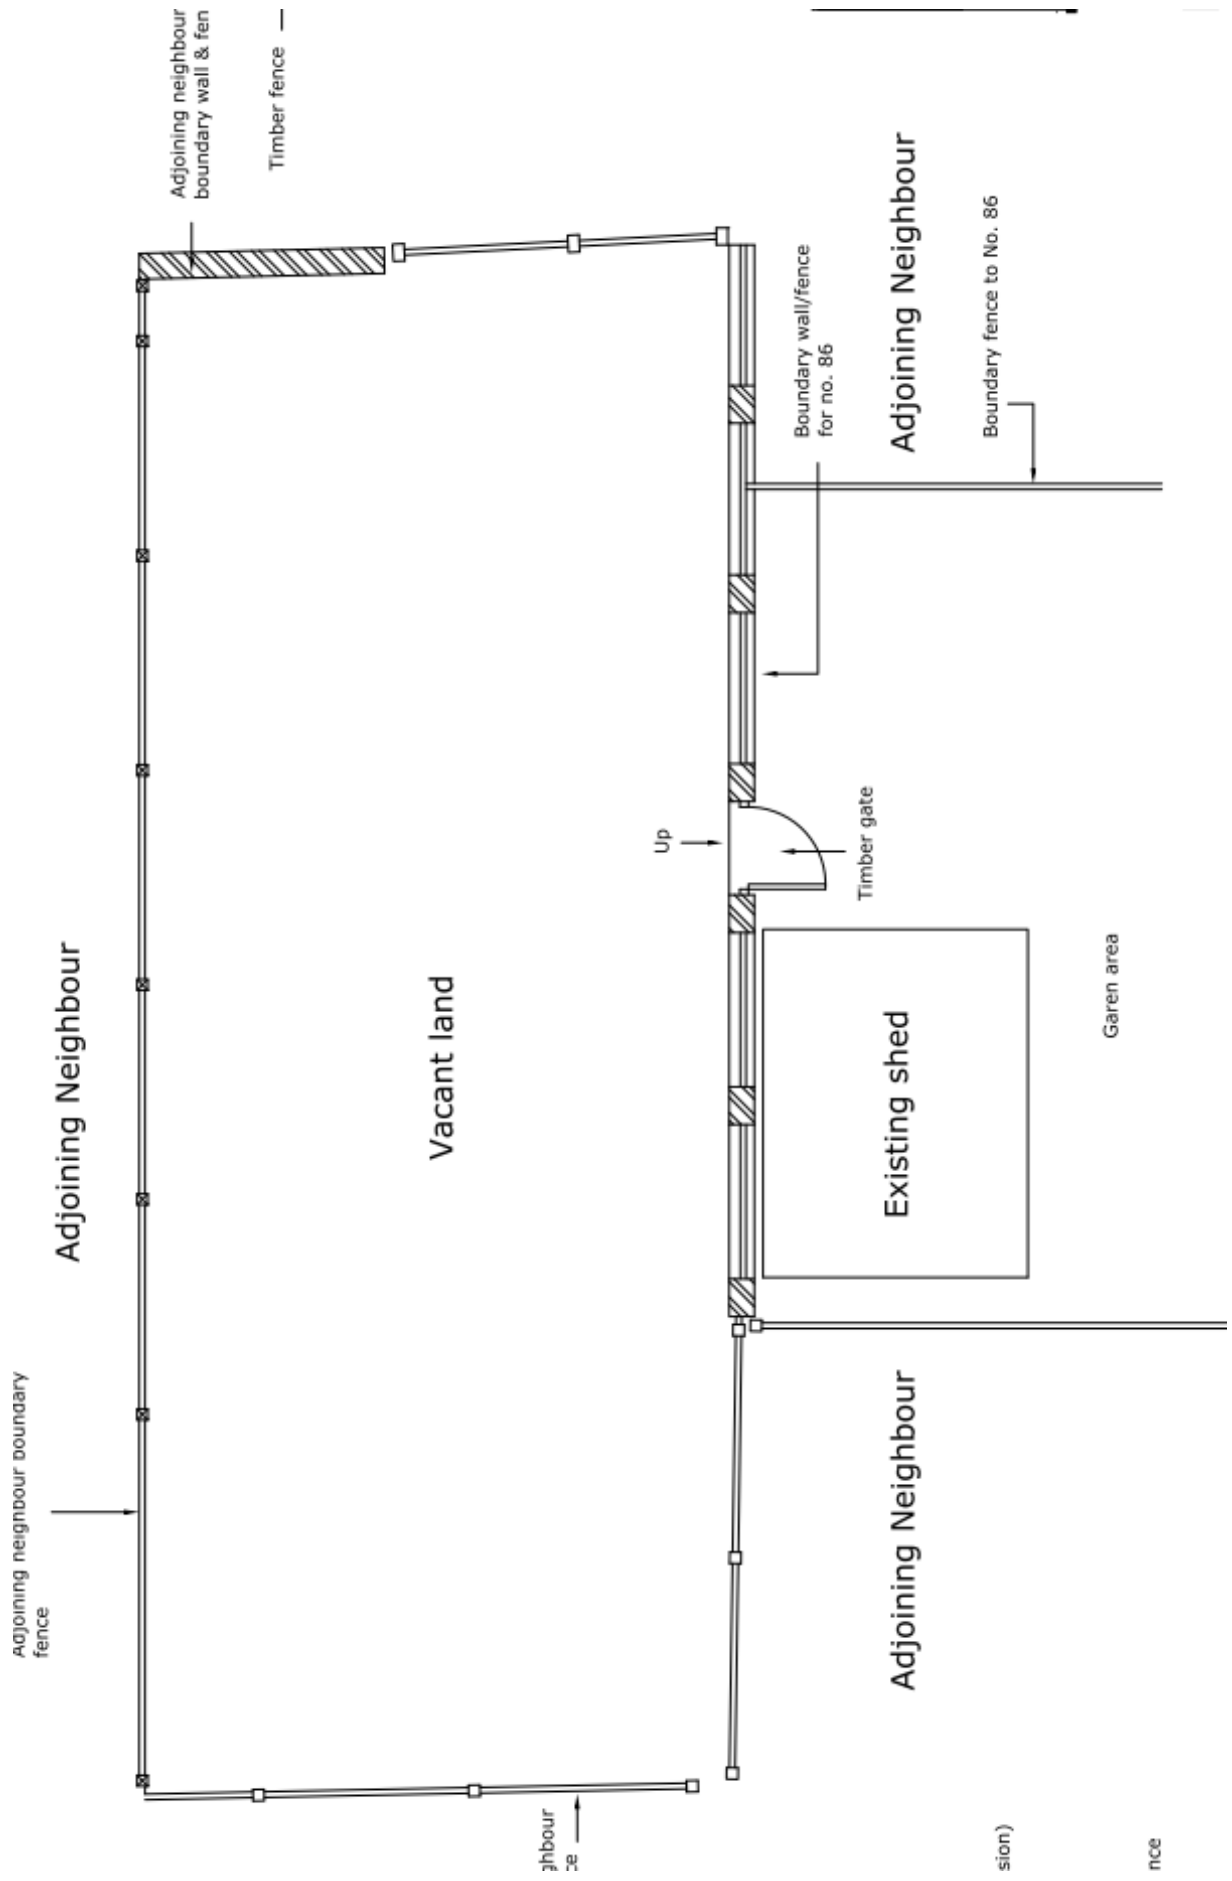 Adjoining neighbour
boundary wall & fen
Timber fence
Adjoining Neighbour
Boundary fence to No. 86
Boundary wall/fence
for no. 86
Up
Timber gate
Adjoining Neighbour
Vacant land
Existing shed
Garen area
Adjoining neighbour boundary
fence
Adjoining Neighbour
ghbour
ce
sion)
nce